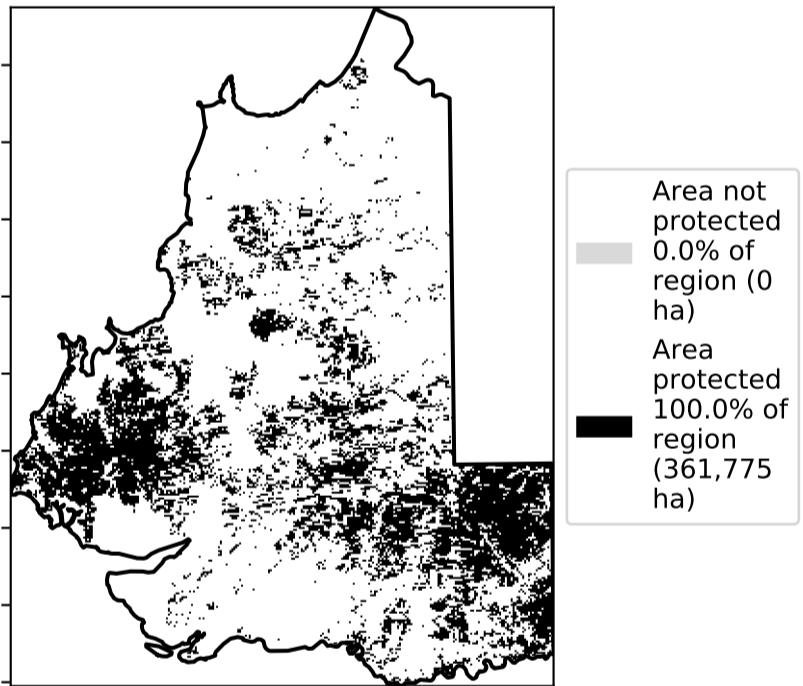 Area not
protected
0.0% of
region (0
ha)
Area
protected
100.0% of
region
(361,775
ha)